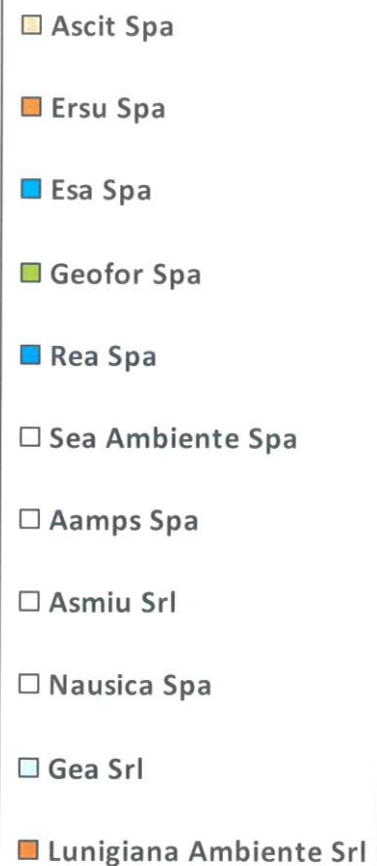 Ascit Spa
Ersu Spa
Esa Spa
Geofor Spa
Rea Spa
Sea Ambiente Spa
Aamps Spa
Asmiu Srl
Nausica Spa
Gea Srl
Lunigiana Ambiente Srl